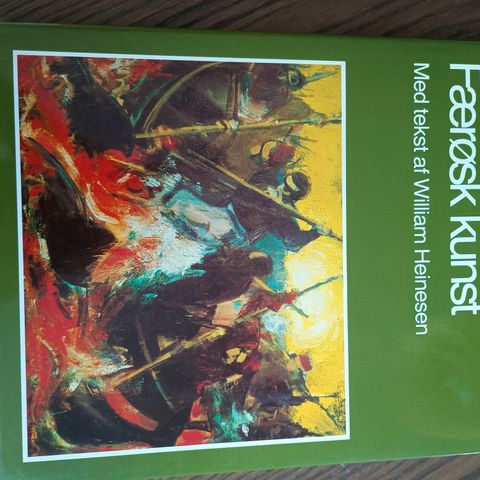 Færøsk kunst
Med tekst af William Heinesen